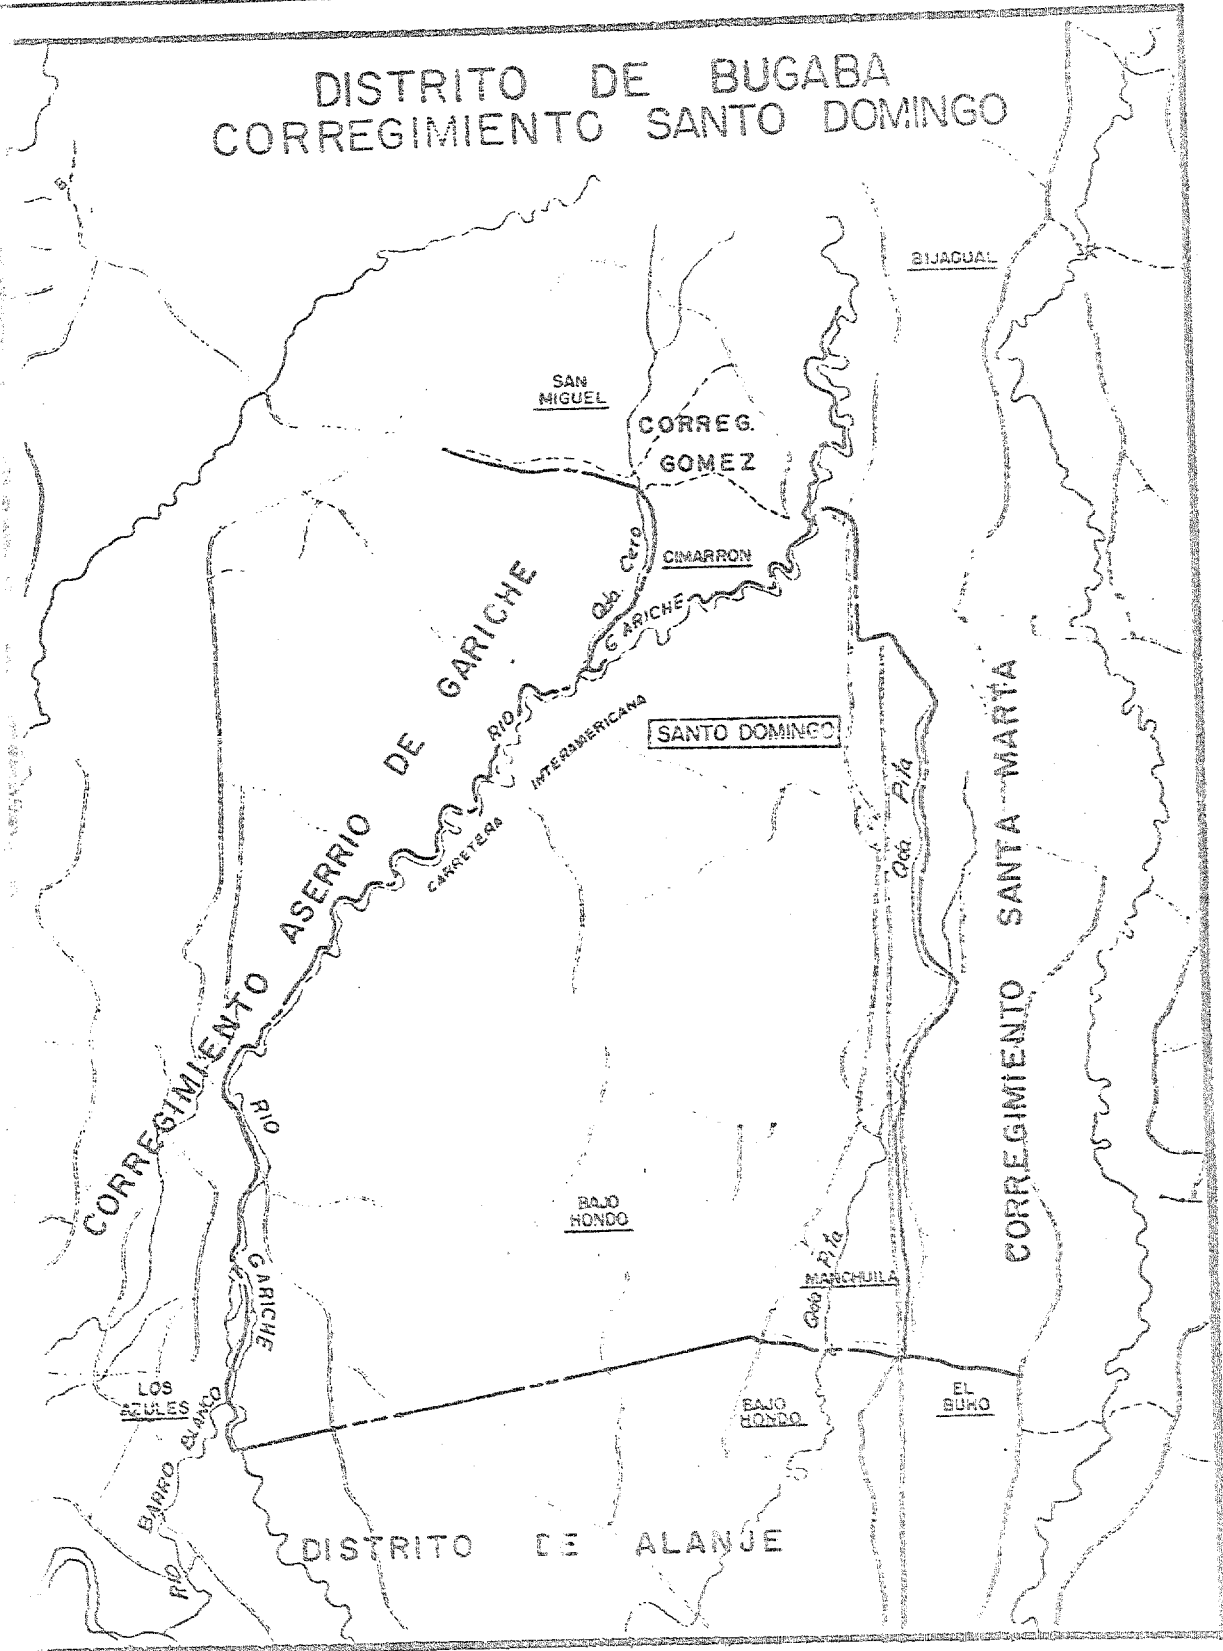 DISTRITO DE BUGABA
CORREGIMIENTO SANTO DOMINGO
BIJAGUAL
SAN
MIGUEL
CORREG.
GOMEZ
CIMARRON
Qda. Cero
RIO GARICHE
CARRETERA INTERAMERICANA
SANTO DOMINGO
Qda Pita
CORREGIMIENTO ASERRIO DE GARICHE
CORREGIMIENTO SANTA MARTA
RIO GARICHE
BAJO
HONDO
Qda Pita
MANCHUILA
LOS
AZULES
RIO BARRO BLANCO
BAJO
HONDO
EL
BUHO
DISTRITO DE ALANJE